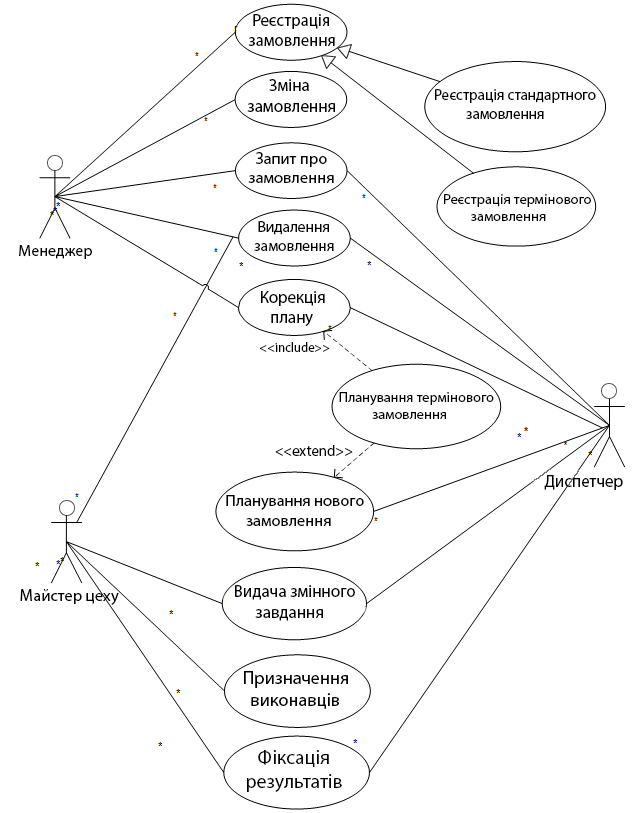 Реєстрація
замовлення
Зміна
замовлення
Реєстрація стандартного
замовлення
Запит про
замовлення
Реєстрація термінового
замовлення
Менеджер
Видалення
замовлення
Корекція
плану
<<include>>
Планування термінового
замовлення
<<extend>>
Диспетчер
Планування нового
замовлення
Майстер цеху
Видача змінного
завдання
Призначення
виконавців
Фіксація
результатів